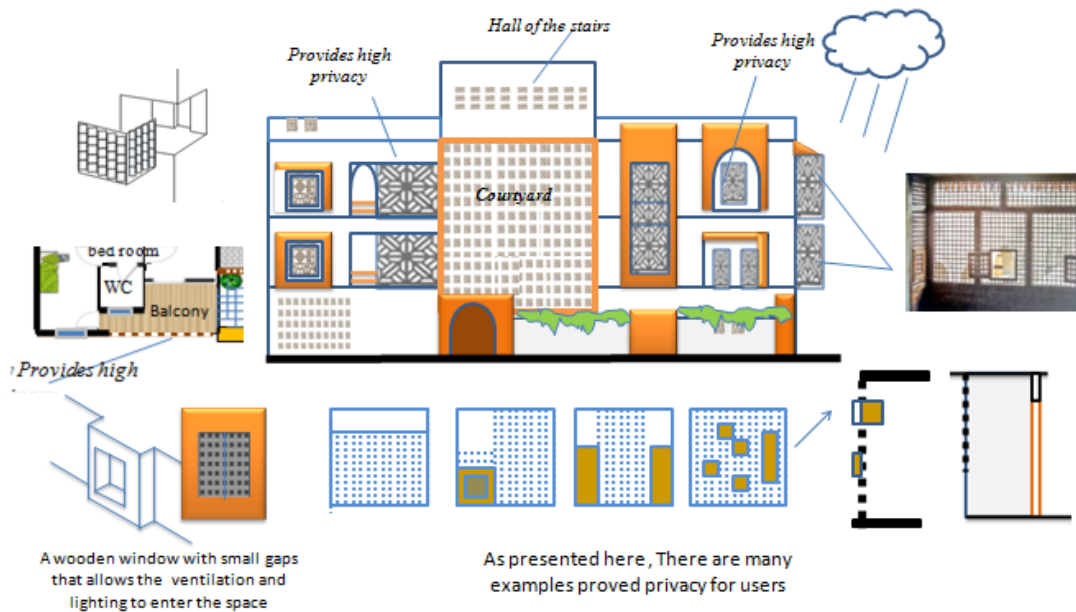 Hall of the stairs
Provides high
privacy
Provides high
privacy
Courtyard
bed room
WC
Balcony
Provides high
A wooden window with small gaps
that allows the ventilation and
lighting to enter the space
As presented here , There are many
examples proved privacy for users